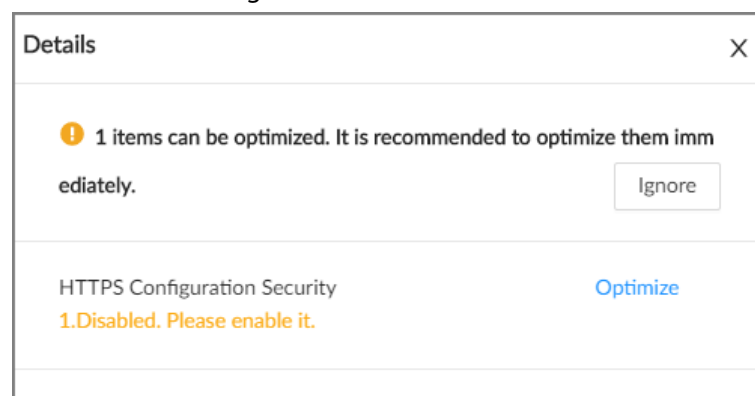 Details
X
1 items can be optimized. It is recommended to optimize them imm
ediately.
Ignore
HTTPS Configuration Security
Optimize
1.Disabled. Please enable it.